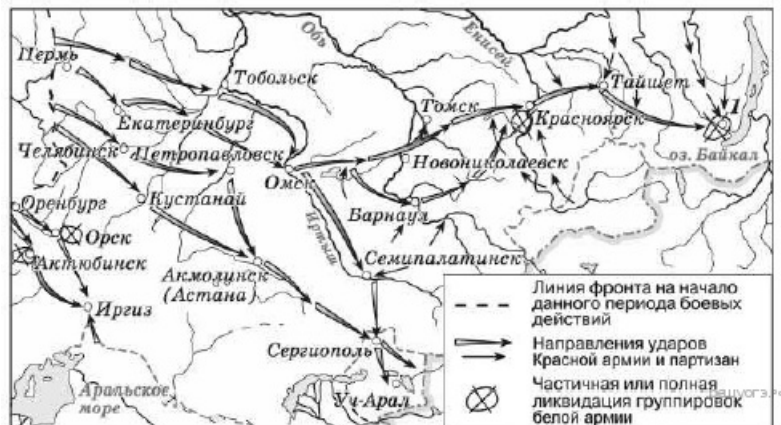 Пермь
Обь
Енисей
Тобольск
Тайшет
1
Томск
Екатеринбург
Красноярск
Челябинск
Петропавловск
Новониколаевск
оз. Байкал
Омск
Кустанай
Барнаул
Оренбург
Иртыш
Орск
Актюбинск
Акмолинск
(Астана)
Семипалатинск
Иргиз
Сергиополь
Уч-Арал
Аральское
море
Линия фронта на начало
данного периода боевых
действий
Направления ударов
Красной армии и партизан
Частичная или полная
ликвидация группировок
белой армии